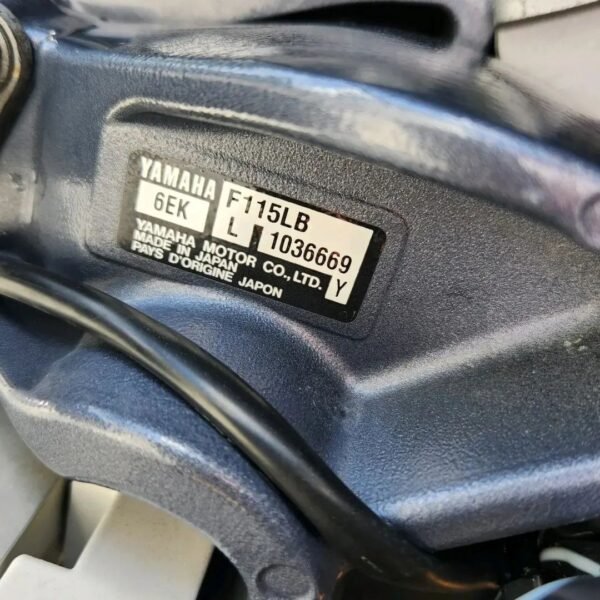 YAMAHA F115LB
6EK L 1036669
YAMAHA MOTOR CO.,LTD. Y
MADE IN JAPAN
PAYS D'ORIGINE JAPON